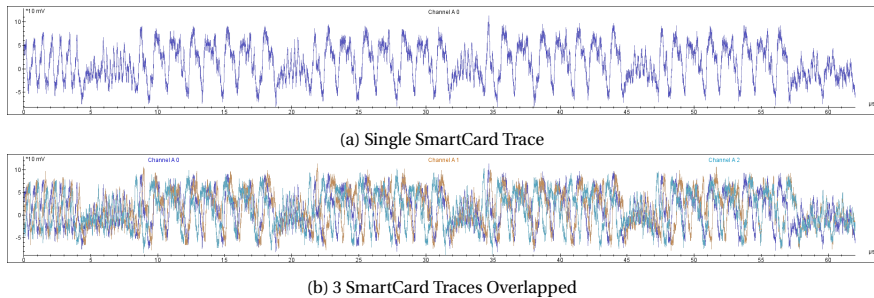 *10 mV
Channel A 0
10
5
0
-5
0 5 10 15 20 25 30 35 40 45 50 55 60
(a) Single SmartCard Trace
*10 mV
Channel A 0 Channel A 1 Channel A 2
10
5
0
-5
0 5 10 15 20 25 30 35 40 45 50 55 60
(b) 3 SmartCard Traces Overlapped